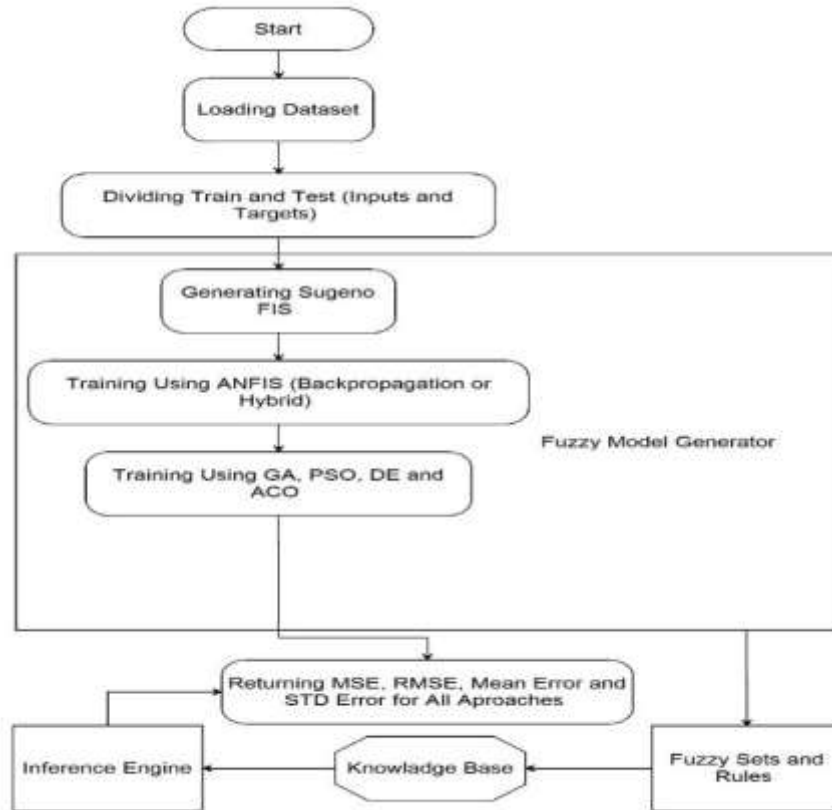 Start
Loading Dataset
Dividing Train and Test (Inputs and
Targets)
Generating Sugeno
FIS
Training Using ANFIS (Backpropagation or
Hybrid)
Fuzzy Model Generator
Training Using GA, PSO, DE and
ACO
Returning MSE, RMSE, Mean Error and
STD Error for All Aproaches
Inference Engine
Knowladge Base
Fuzzy Sets and
Rules